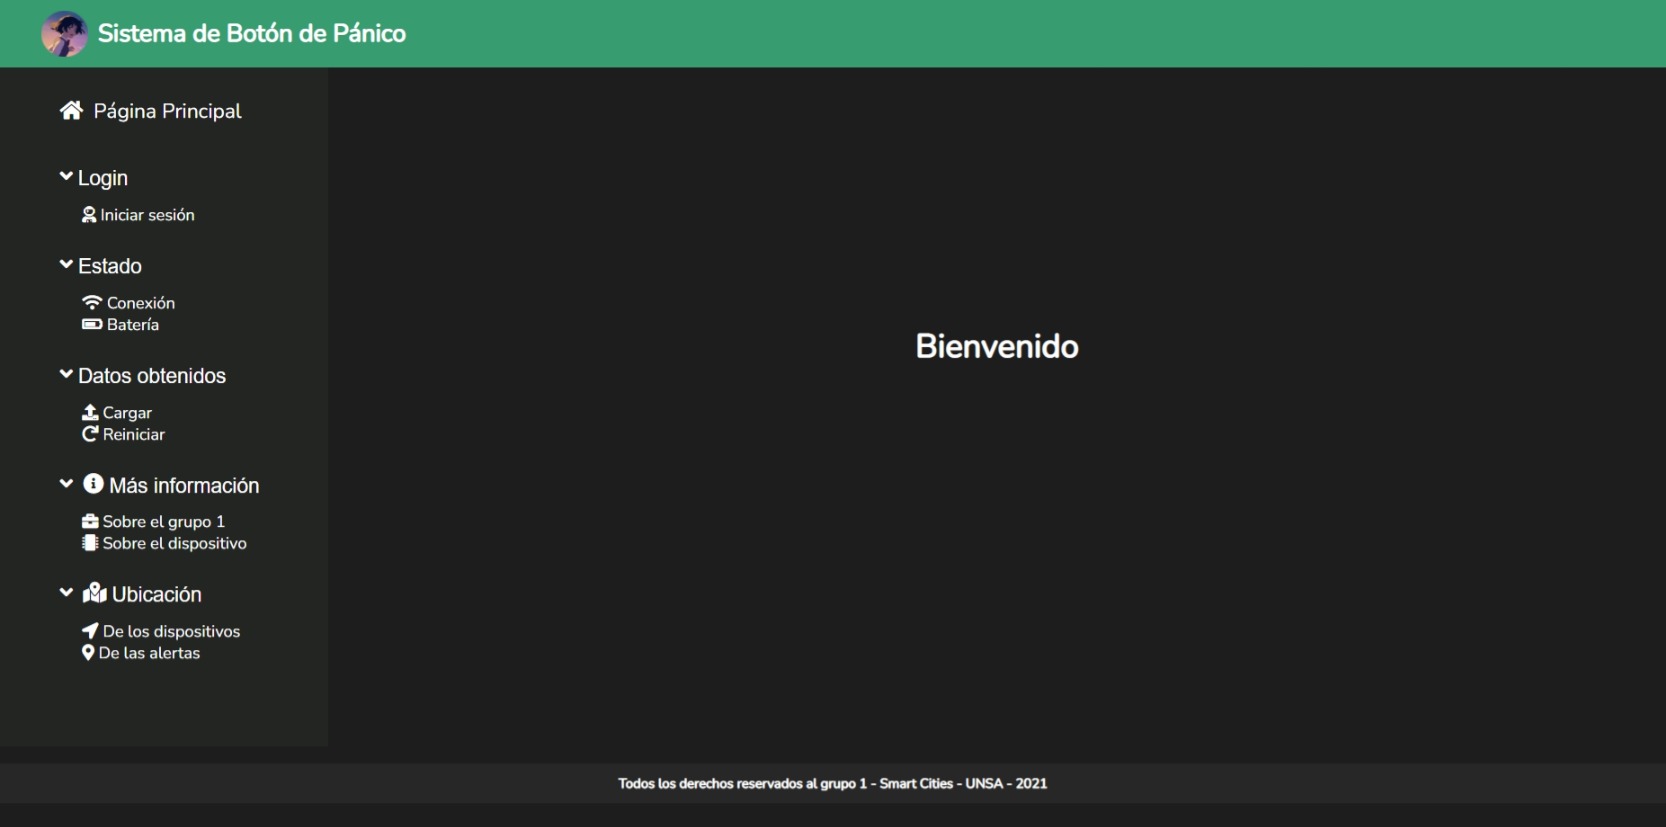 Sistema de Botón de Pánico
Página Principal
Login
Iniciar sesión
Estado
Conexión
Batería
Datos obtenidos
Cargar
Reiniciar
Más información
Sobre el grupo 1
Sobre el dispositivo
Ubicación
De los dispositivos
De las alertas
Bienvenido
Todos los derechos reservados al grupo 1 - Smart Cities - UNSA - 2021